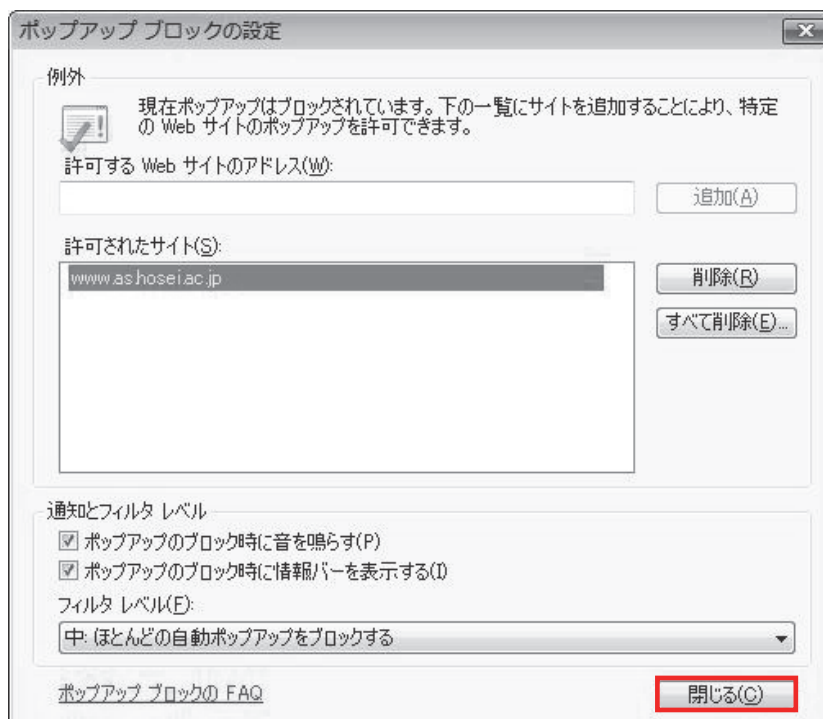 ポップアップ ブロックの設定
例外
現在ポップアップはブロックされています。下の一覧にサイトを追加することにより、特定
の Web サイトのポップアップを許可できます。
許可する Web サイトのアドレス(W):
追加(A)
許可されたサイト(S):
www.as.hosei.ac.jp
削除(R)
すべて削除(E)...
通知とフィルタ レベル
ポップアップのブロック時に音を鳴らす(P)
ポップアップのブロック時に情報バーを表示する(I)
フィルタ レベル(F):
中: ほとんどの自動ポップアップをブロックする
ポップアップ ブロックの FAQ
閉じる(C)